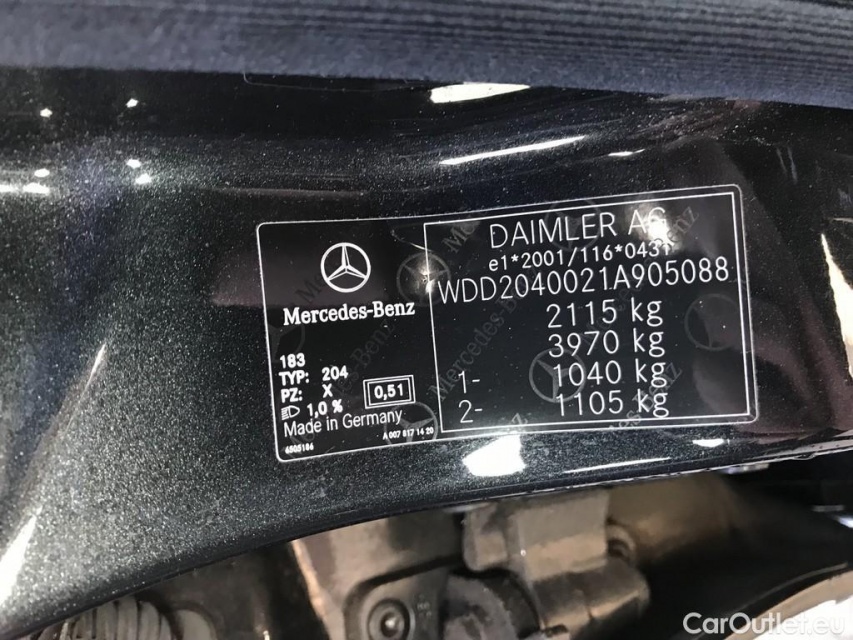 Mercedes-Benz
183
TYP: 204
PZ: X
0,51
1,0 %
Made in Germany
6505186
A 007 817 14 20
DAIMLER AG
e1*2001/116*0431
WDD2040021A905088
2115 kg
3970 kg
1- 1040 kg
2- 1105 kg
CarOutlet.eu